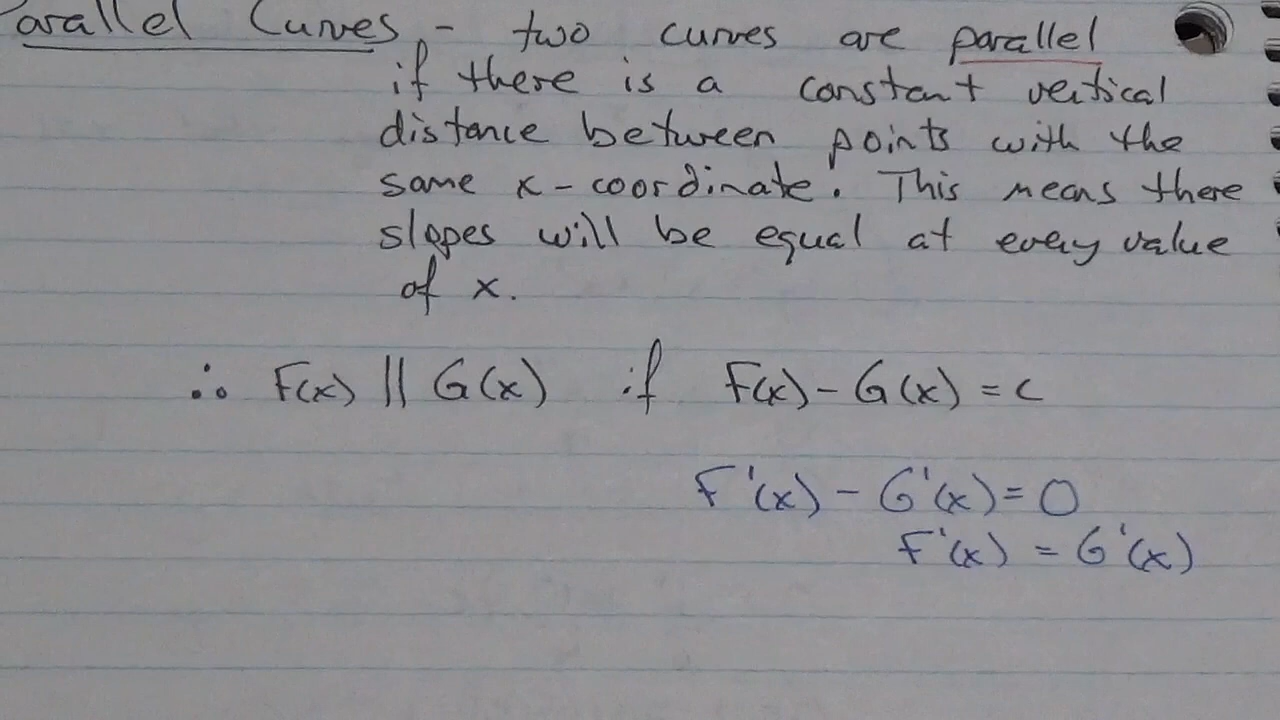 Parallel Curves - two curves are parallel
if there is a constant vertical
distance between points with the
same x-coordinate. This means there
slopes will be equal at every value
of x.
∴ F(x) || G(x) if F(x) - G(x) = c
F'(x) - G'(x) = 0
F'(x) = G'(x)